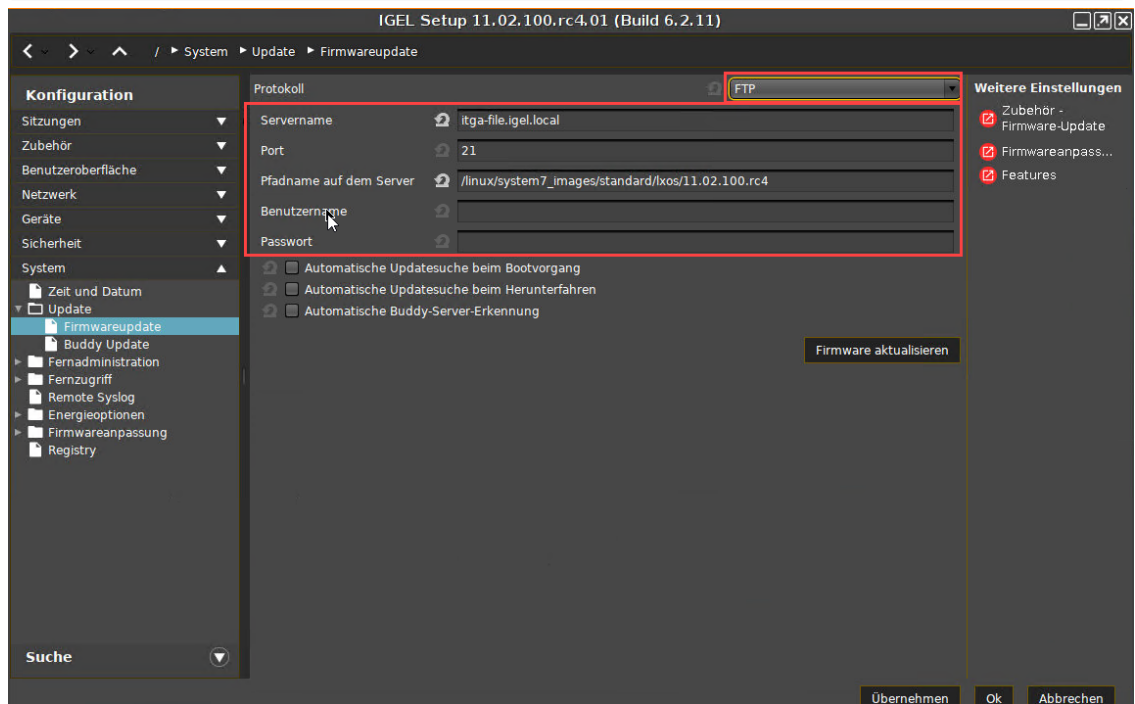 IGEL Setup 11.02.100.rc4.01 (Build 6.2.11)
/ System Update Firmwareupdate
Konfiguration
Sitzungen
Zubehör
Benutzeroberfläche
Netzwerk
Geräte
Sicherheit
System
Zeit und Datum
Update
Firmwareupdate
Buddy Update
Fernadministration
Fernzugriff
Remote Syslog
Energieoptionen
Firmwareanpassung
Registry
Suche
Protokoll FTP
Servername itga-file.igel.local
Port 21
Pfadname auf dem Server /linux/system7_images/standard/lxos/11.02.100.rc4
Benutzername
Passwort
Automatische Updatesuche beim Bootvorgang
Automatische Updatesuche beim Herunterfahren
Automatische Buddy-Server-Erkennung
Firmware aktualisieren
Weitere Einstellungen
Zubehör -
Firmware-Update
Firmwareanpass...
Features
Übernehmen Ok Abbrechen